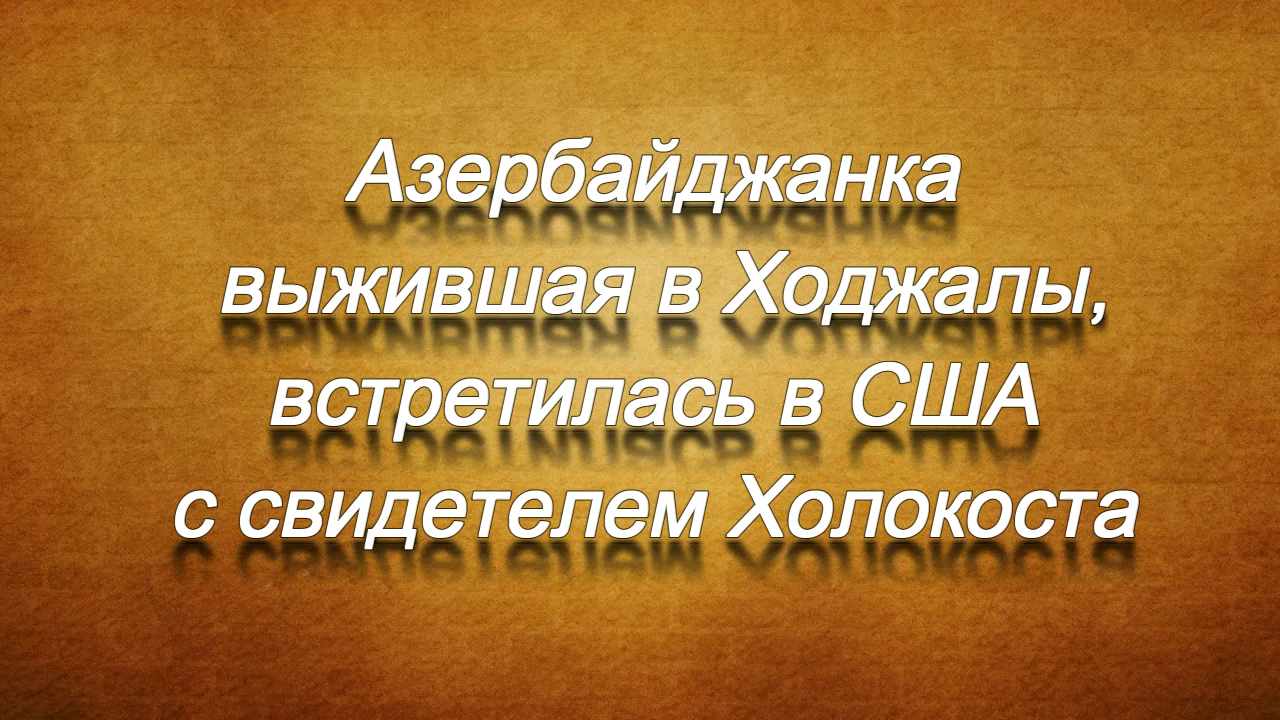 Азербайджанка
выжившая в Ходжалы,
встретилась в США
с свидетелем Холокоста